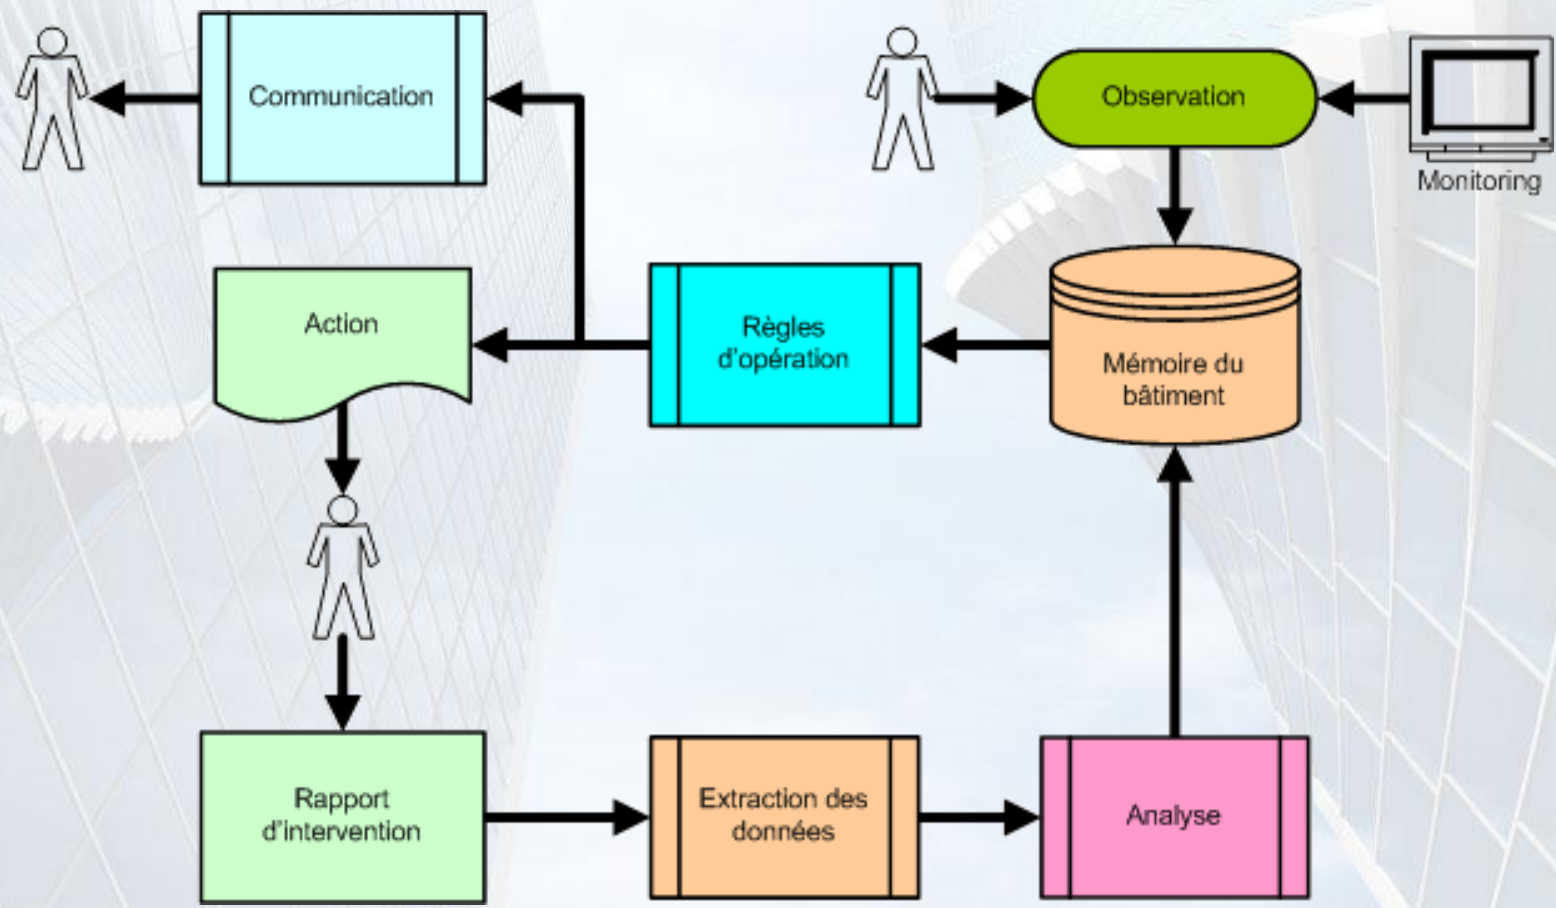 Communication
Observation
Monitoring
Action
Règles
d'opération
Mémoire du
bâtiment
Rapport
d'intervention
Extraction des
données
Analyse